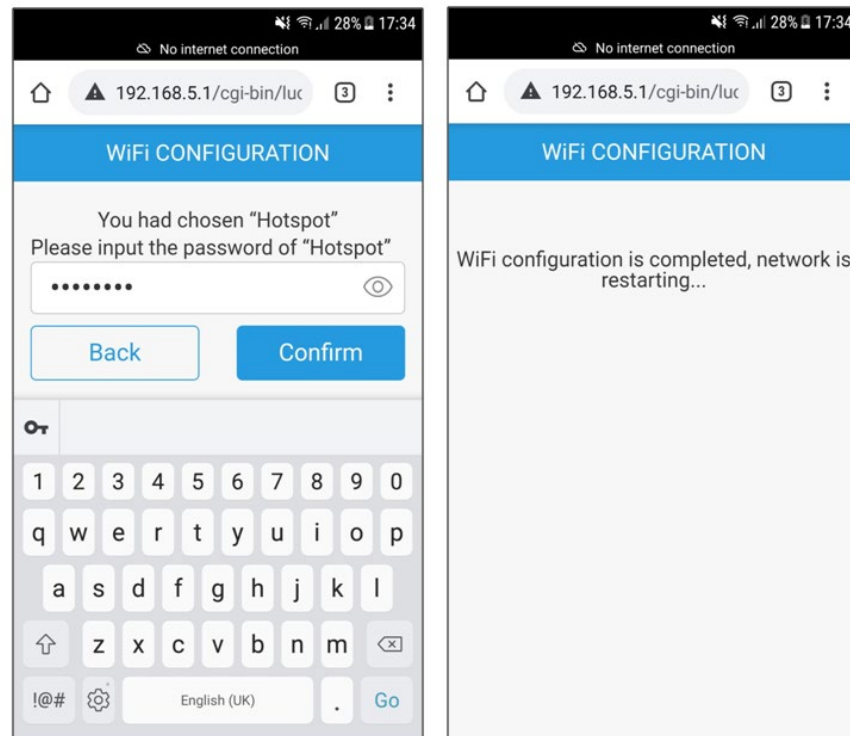 28% 17:34
No internet connection
192.168.5.1/cgi-bin/luc 3
WiFi CONFIGURATION
You had chosen “Hotspot”
Please input the password of “Hotspot”
••••••••
Back Confirm
1 2 3 4 5 6 7 8 9 0
q w e r t y u i o p
a s d f g h j k l
z x c v b n m
!@# English (UK) . Go
28% 17:34
No internet connection
192.168.5.1/cgi-bin/luc 3
WiFi CONFIGURATION
WiFi configuration is completed, network is
restarting...